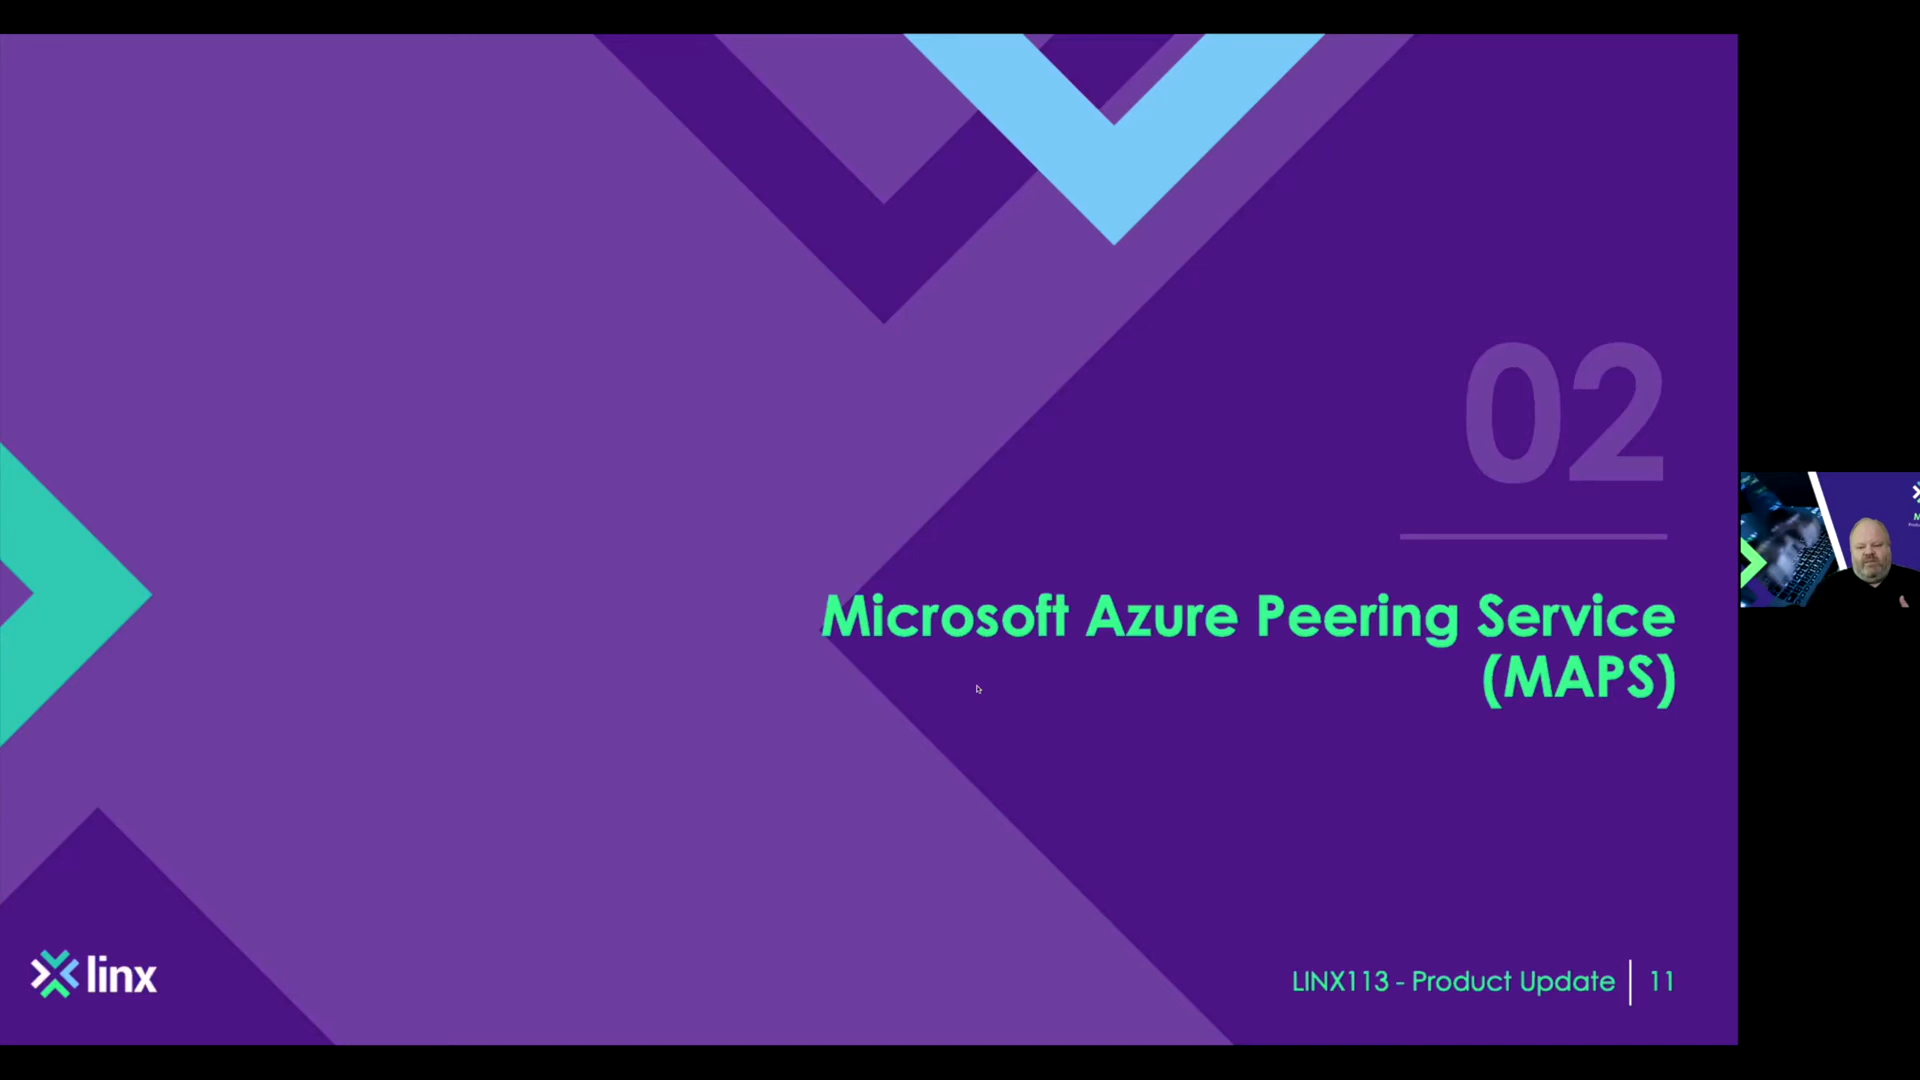 02
Microsoft Azure Peering Service
(MAPS)
linx
LINX113 - Product Update
11